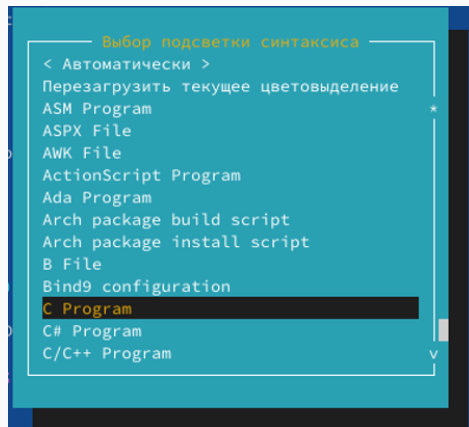 Выбор подсветки синтаксиса
< Автоматически >
Перезагрузить текущее цветовыделение
ASM Program
ASPX File
AWK File
ActionScript Program
Ada Program
Arch package build script
Arch package install script
B File
Bind9 configuration
C Program
C# Program
C/C++ Program